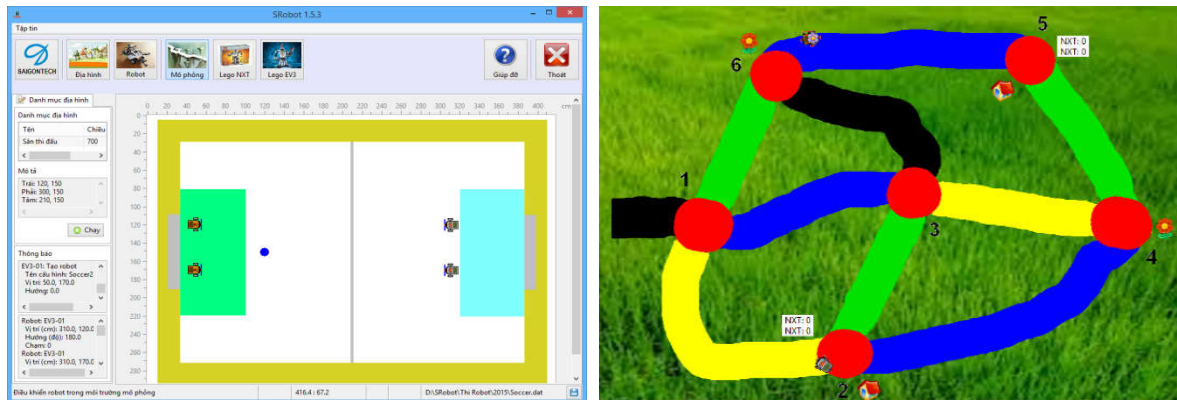 SRobot 1.5.3
Tập tin
SAIGONTECH
Địa hình
Robot
Mô phỏng
Lego NXT
Lego EV3
Giúp đỡ
Thoát
Danh mục địa hình
Danh mục địa hình
Tên Chiều
Sân thi đấu 700
Mô tả
Trái: 120, 150
Phải: 300, 150
Tâm: 210, 150
Chạy
Thông báo
EV3-01: Tạo robot
Tên cấu hình: Soccer2
Vị trí: 50.0, 170.0
Hướng: 0.0
Robot: EV3-01
Vị trí (cm): 310.0, 120.0
Hướng (độ): 180.0
Chạm: 0
Robot: EV3-01
Vị trí (cm): 310.0, 170.0
0 20 40 60 80 100 120 140 160 180 200 220 240 260 280 300 320 340 360 380 400 cm
0
20
40
60
80
100
120
140
160
180
200
220
240
260
280
Điều khiển robot trong môi trường mô phỏng
416.4 : 67.2
D:\SRobot\Thi Robot\2015\Soccer.dat
5
NXT: 0
NXT: 0
6
1
3
4
NXT: 0
NXT: 0
2